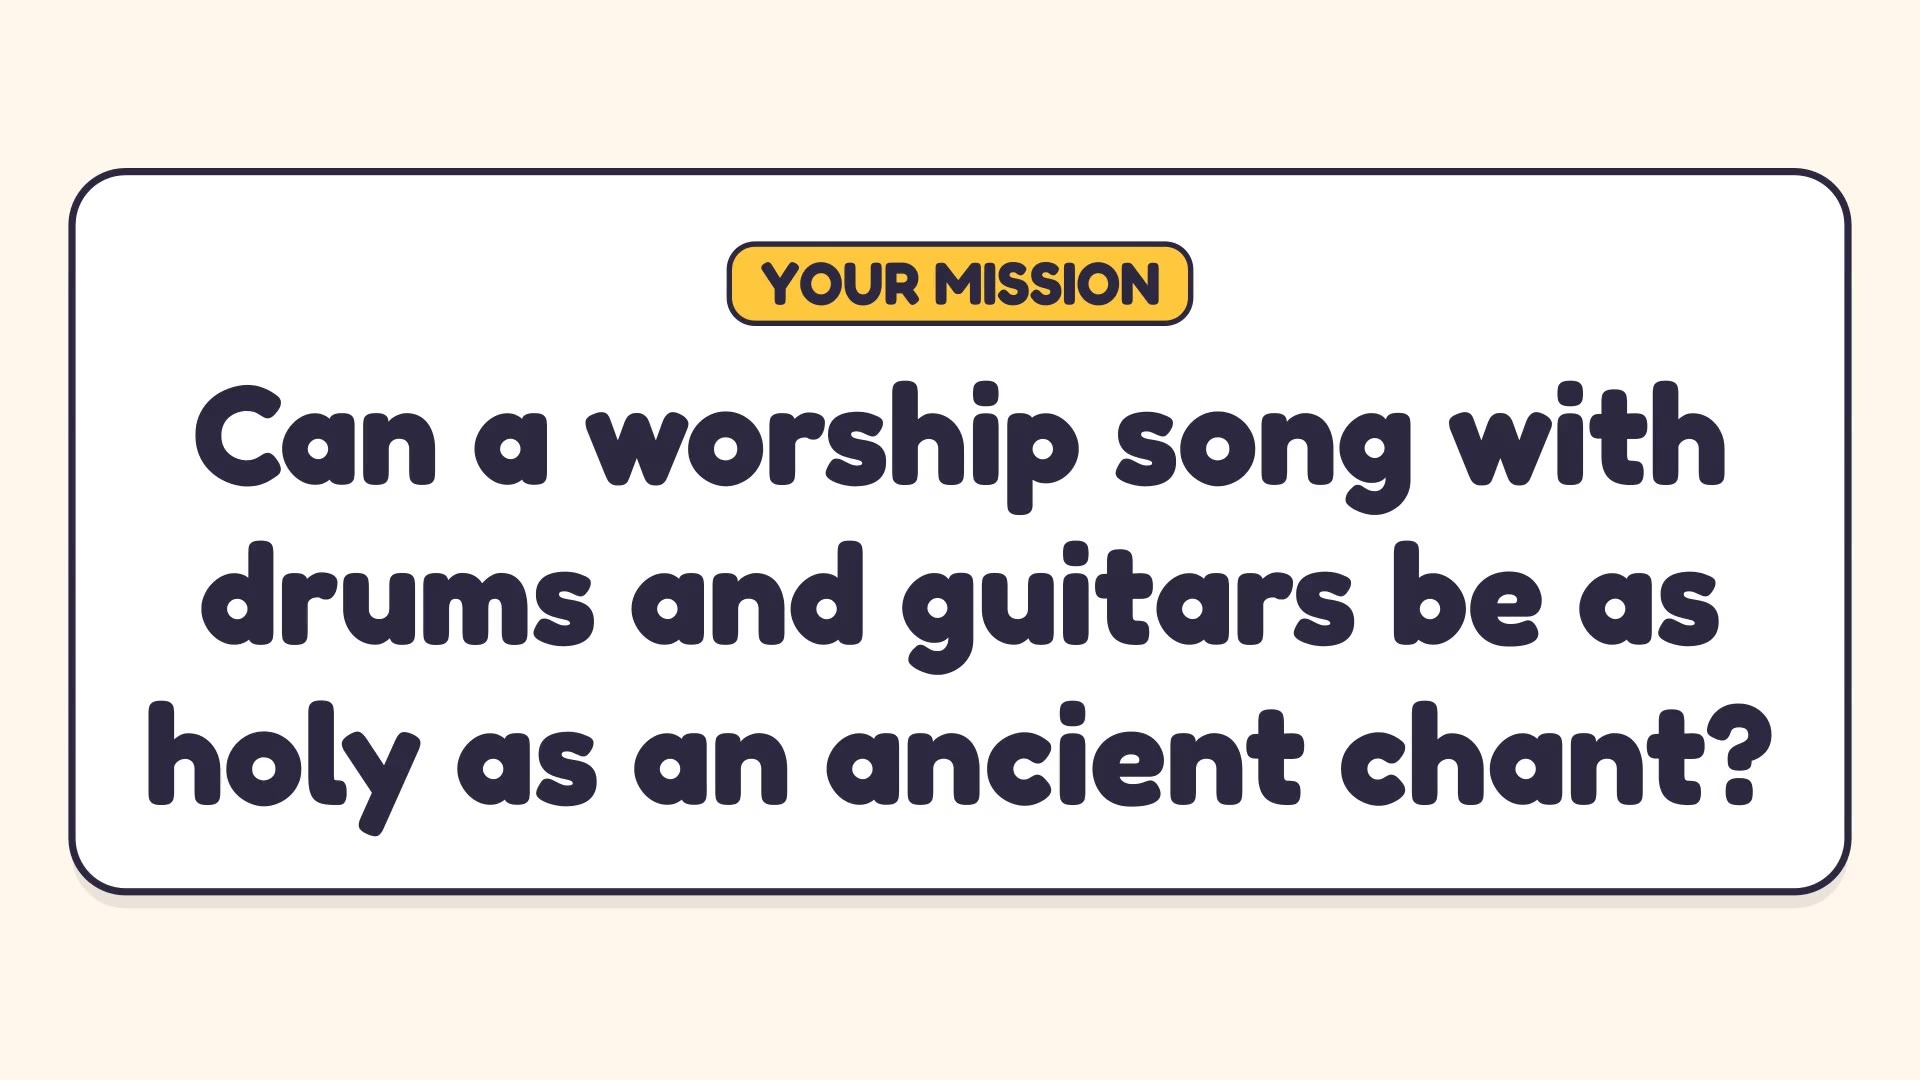 YOUR MISSION
Can a worship song with
drums and guitars be as
holy as an ancient chant?